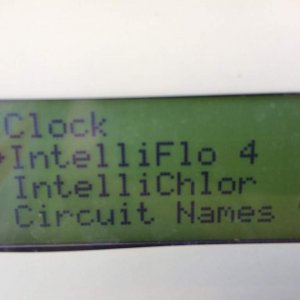 Clock
IntelliFlo 4
IntelliChlor
Circuit Names